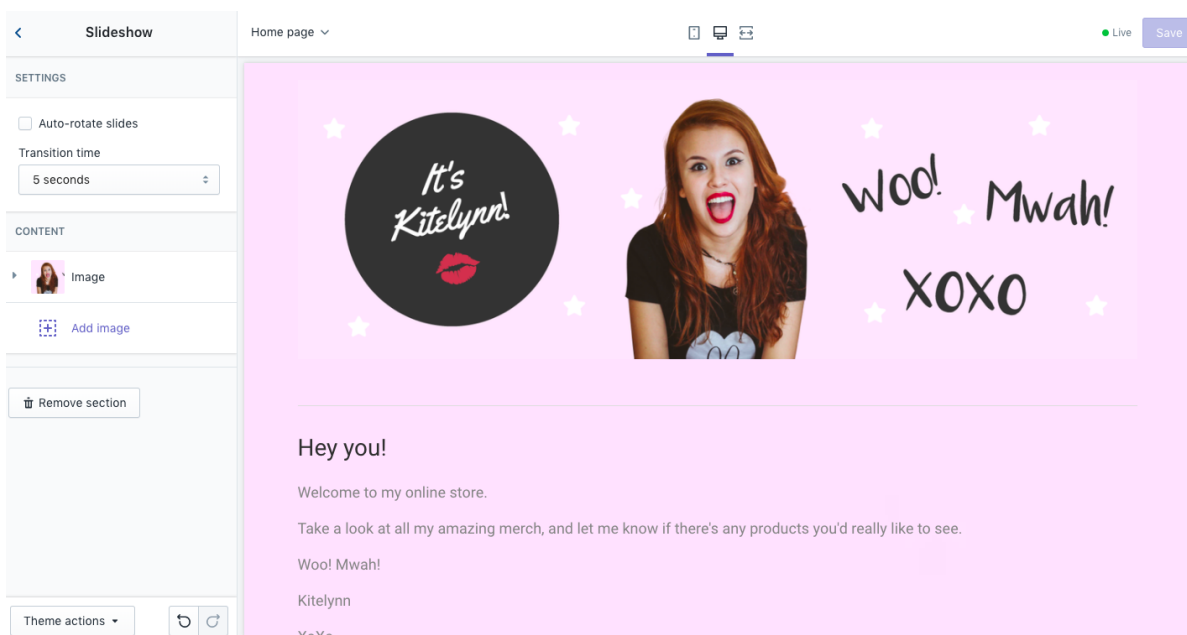 Slideshow
Home page
Live
Save
SETTINGS
Auto-rotate slides
Transition time
5 seconds
CONTENT
Image
Add image
Remove section
Theme actions
It's
Kitelynn!
Woo!
Mwah!
XOXO
Hey you!
Welcome to my online store.
Take a look at all my amazing merch, and let me know if there's any products you'd really like to see.
Woo! Mwah!
Kitelynn
XoXo